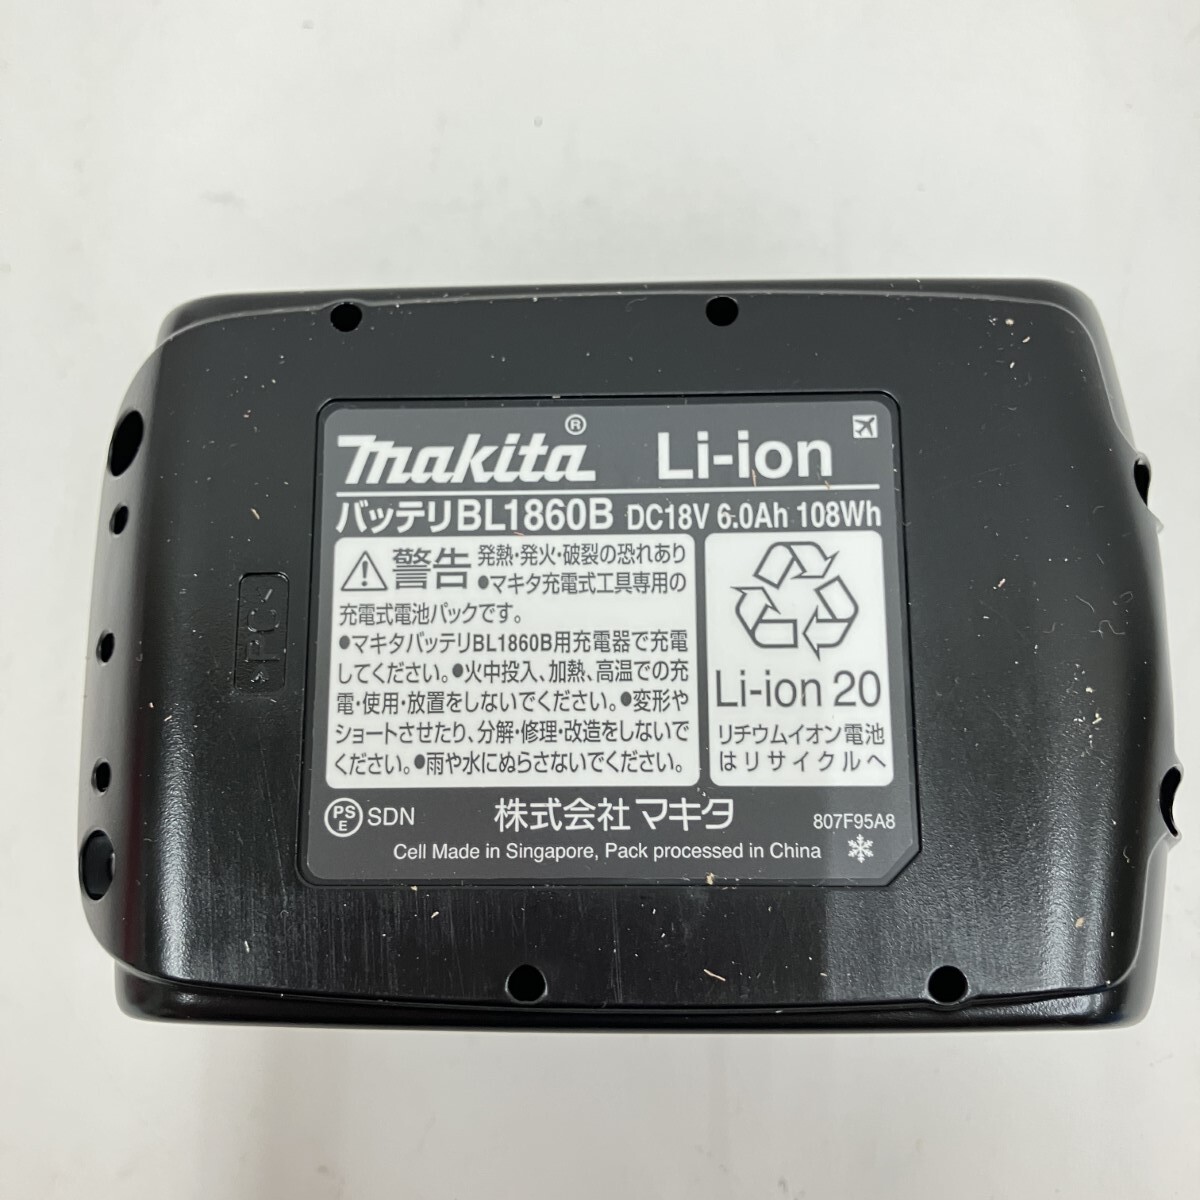 makita® Li-ion
バッテリBL1860B DC18V 6.0Ah 108Wh
警告 発熱・発火・破裂の恐れあり
●マキタ充電式工具専用の
充電式電池パックです。
●マキタバッテリBL1860B用充電器で充電
してください。●火中投入、加熱、高温での充
電・使用・放置をしないでください。●変形や
ショートさせたり、分解・修理・改造をしないで
ください。●雨や水にぬらさないでください。
Li-ion 20
リチウムイオン電池
はリサイクルへ
PS
E
SDN
株式会社マキタ
807F95A8
Cell Made in Singapore, Pack processed in China
>PC<